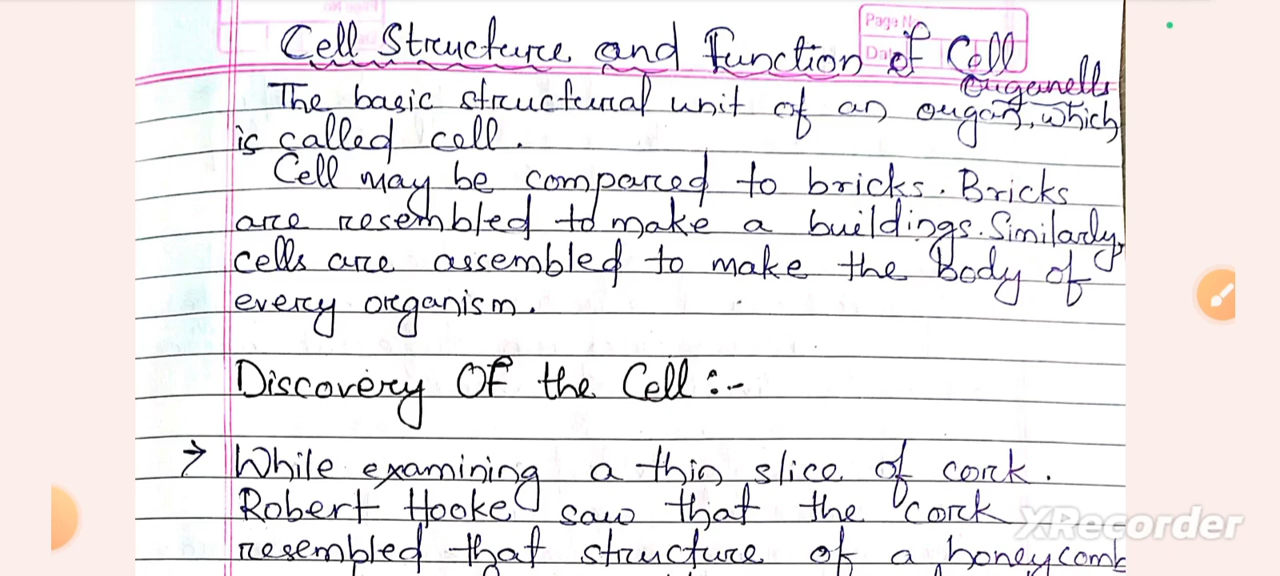 Page N
Da
Cell Structure and Function of Cell
Organells
The basic structural unit of an organ, which
is called cell.
Cell may be compared to bricks. Bricks
are resembled to make a buildings. Similarly,
cells are assembled to make the body of
every organism.
Discovery Of the Cell :-
→ While examining a thin slice of cork.
Robert Hooke saw that the cork
resembled that structure of a honeycomb
XRecorder